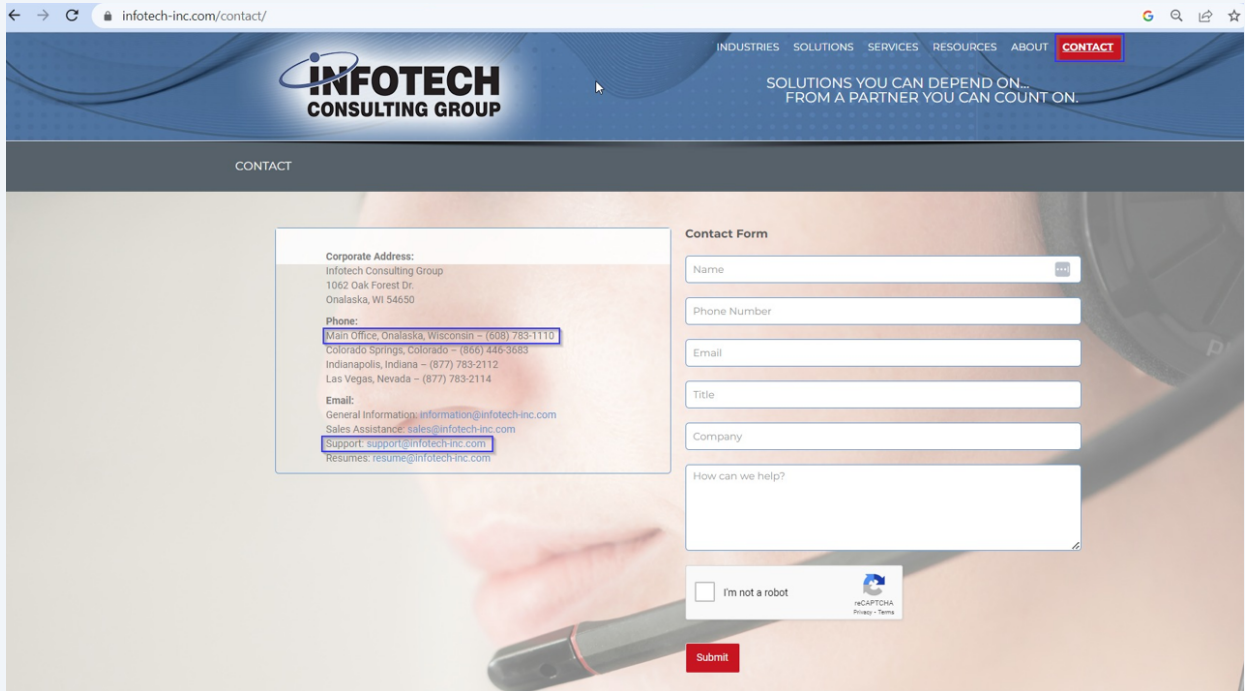 infotech-inc.com/contact/
INDUSTRIES SOLUTIONS SERVICES RESOURCES ABOUT CONTACT
INFOTECH
CONSULTING GROUP
SOLUTIONS YOU CAN DEPEND ON...
FROM A PARTNER YOU CAN COUNT ON.
CONTACT
Corporate Address:
Infotech Consulting Group
1062 Oak Forest Dr.
Onalaska, WI 54650
Phone:
Main Office, Onalaska, Wisconsin – (608) 783-1110
Colorado Springs, Colorado – (866) 446-3683
Indianapolis, Indiana – (877) 783-2112
Las Vegas, Nevada – (877) 783-2114
Email:
General Information: information@infotech-inc.com
Sales Assistance: sales@infotech-inc.com
Support: support@infotech-inc.com
Resumes: resume@infotech-inc.com
Contact Form
Name
Phone Number
Email
Title
Company
How can we help?
I'm not a robot
reCAPTCHA
Privacy - Terms
Submit